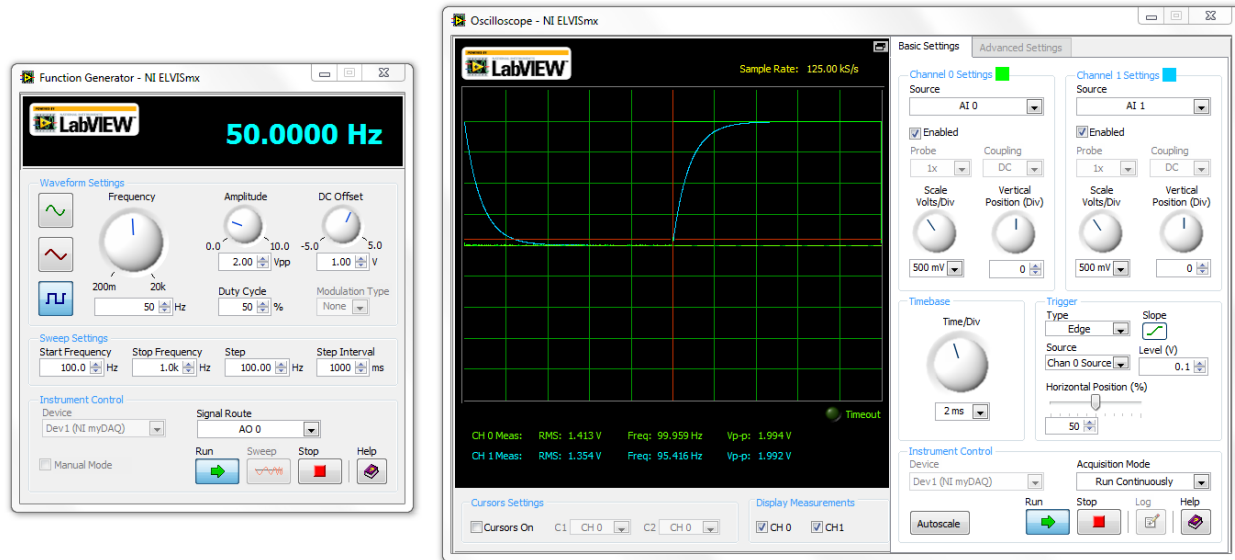 Function Generator - NI ELVISmx
POWERED BY
LabVIEW
50.0000 Hz
Waveform Settings
Frequency
Amplitude
DC Offset
0.0 10.0
-5.0 5.0
2.00 Vpp
1.00 V
200m 20k
50 Hz
Duty Cycle
50 %
Modulation Type
None
Sweep Settings
Start Frequency
100.0 Hz
Stop Frequency
1.0k Hz
Step
100.00 Hz
Step Interval
1000 ms
Instrument Control
Device
Dev1 (NI myDAQ)
Signal Route
AO 0
Manual Mode
Run Sweep Stop Help
Oscilloscope - NI ELVISmx
POWERED BY
LabVIEW
Sample Rate: 125.00 kS/s
Timeout
CH 0 Meas: RMS: 1.413 V Freq: 99.959 Hz Vp-p: 1.994 V
CH 1 Meas: RMS: 1.354 V Freq: 95.416 Hz Vp-p: 1.992 V
Cursors Settings
Cursors On C1 CH 0 C2 CH 0
Display Measurements
CH 0 CH1
Basic Settings Advanced Settings
Channel 0 Settings
Source
AI 0
Enabled
Probe Coupling
1x DC
Scale Vertical
Volts/Div Position (Div)
500 mV 0
Channel 1 Settings
Source
AI 1
Enabled
Probe Coupling
1x DC
Scale Vertical
Volts/Div Position (Div)
500 mV 0
Timebase
Time/Div
2 ms
Trigger
Type Slope
Edge
Source Level (V)
Chan 0 Source 0.1
Horizontal Position (%)
50
Instrument Control
Device Acquisition Mode
Dev1 (NI myDAQ) Run Continuously
Run Stop Log Help
Autoscale